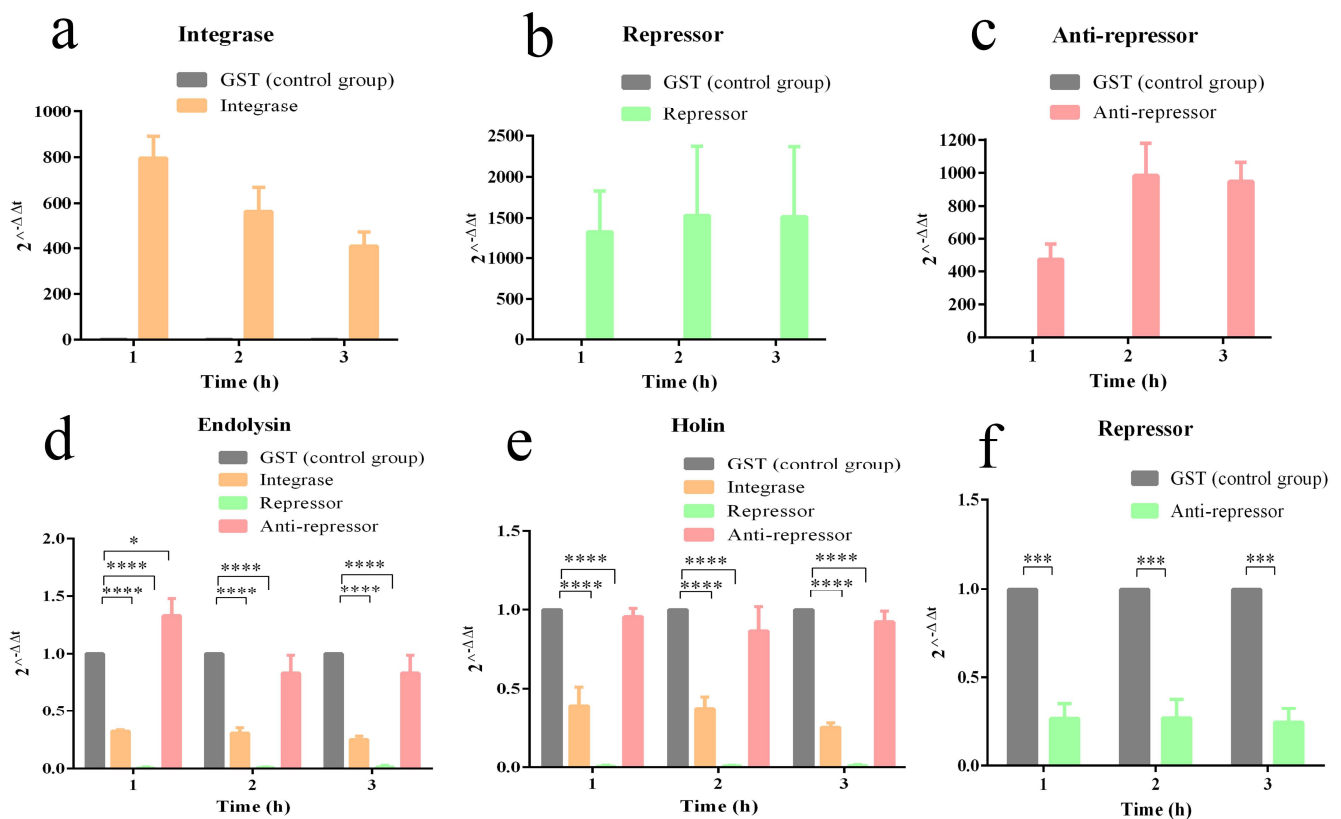 a
Integrase
GST (control group)
Integrase
2^-ΔΔt
1000
800
600
400
200
0
1 2 3
Time (h)
b
Repressor
GST (control group)
Repressor
2^-ΔΔt
2500
2000
1500
1000
500
0
1 2 3
Time (h)
c
Anti-repressor
GST (control group)
Anti-repressor
2^-ΔΔt
1200
1000
800
600
400
200
0
1 2 3
Time (h)
d
Endolysin
GST (control group)
Integrase
Repressor
Anti-repressor
2^-ΔΔt
2.0
1.5
1.0
0.5
0.0
*
****
****
****
****
****
****
1 2 3
Time (h)
e
Holin
GST (control group)
Integrase
Repressor
Anti-repressor
2^-ΔΔt
1.5
1.0
0.5
0.0
**** **** ****
**** **** ****
1 2 3
Time (h)
f
Repressor
GST (control group)
Anti-repressor
2^-ΔΔt
1.5
1.0
0.5
0.0
*** *** ***
1 2 3
Time (h)